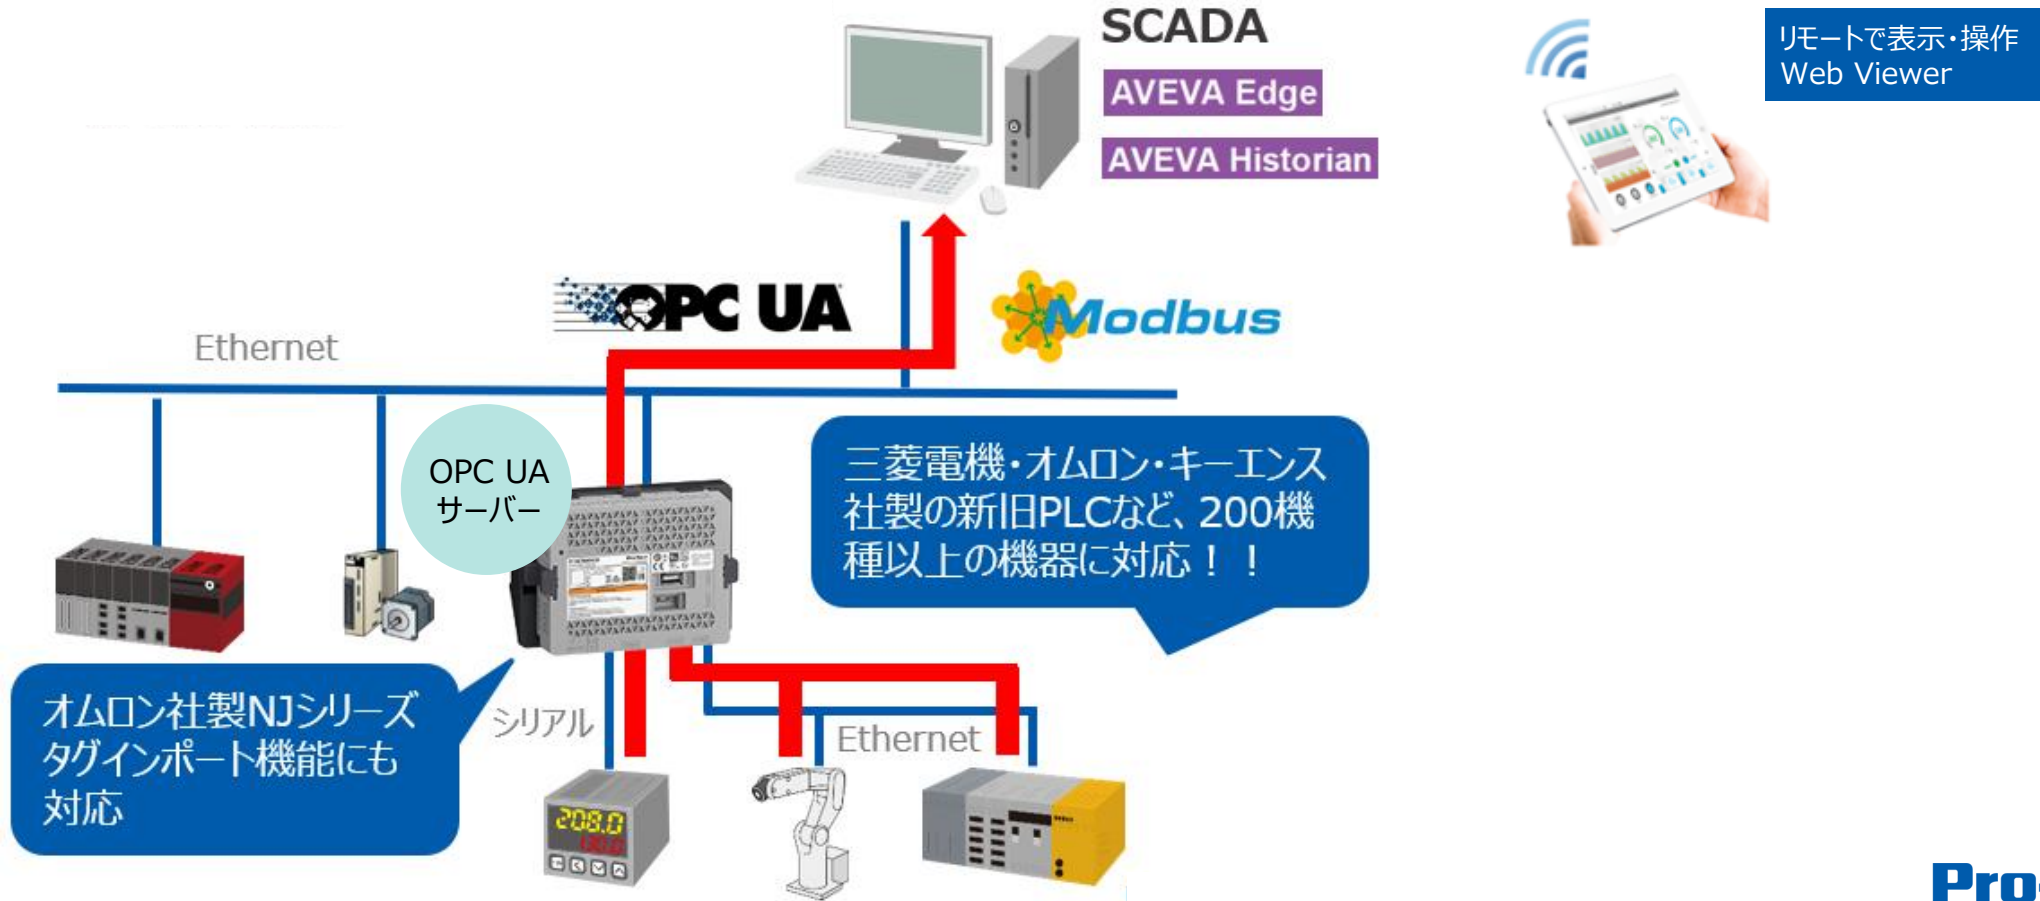 SCADA
AVEVA Edge
AVEVA Historian
リモートで表示・操作
Web Viewer
OPC UA
Modbus
Ethernet
OPC UA
サーバー
三菱電機・オムロン・キーエンス
社製の新旧PLCなど、200機
種以上の機器に対応！！
オムロン社製NJシリーズ
タグインポート機能にも
対応
シリアル
Ethernet
208.0
Pro